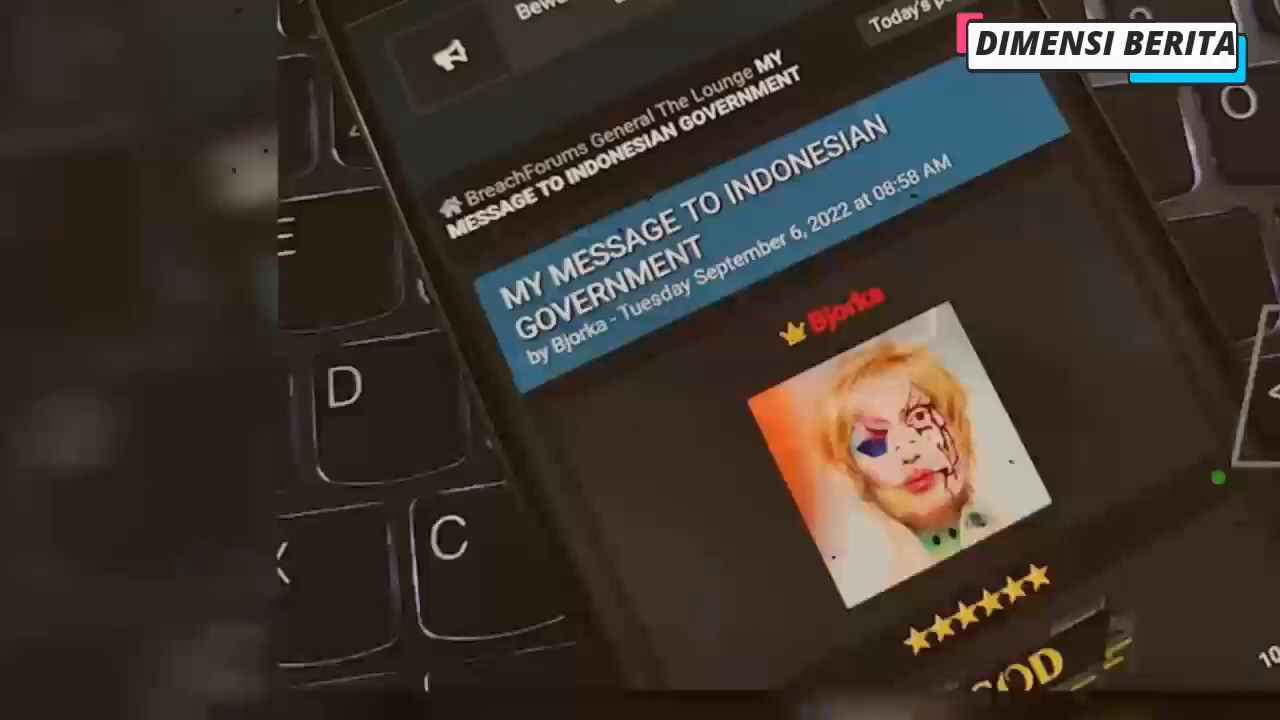 DIMENSI BERITA
Today's
BreachForums General The Lounge MY
MESSAGE TO INDONESIAN GOVERNMENT
MY MESSAGE TO INDONESIAN
GOVERNMENT
by Bjorka - Tuesday September 6, 2022 at 08:58 AM
Bjorka
O
E
D
C